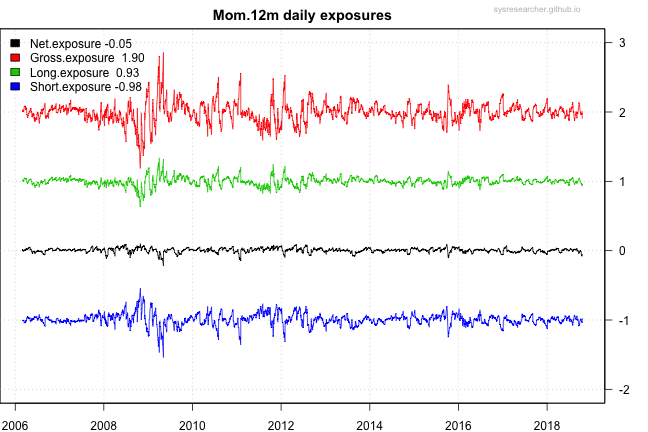 Mom.12m daily exposures
sysresearcher.github.io
Net.exposure -0.05
Gross.exposure 1.90
Long.exposure 0.93
Short.exposure -0.98
3
2
1
0
-1
-2
2006 2008 2010 2012 2014 2016 2018